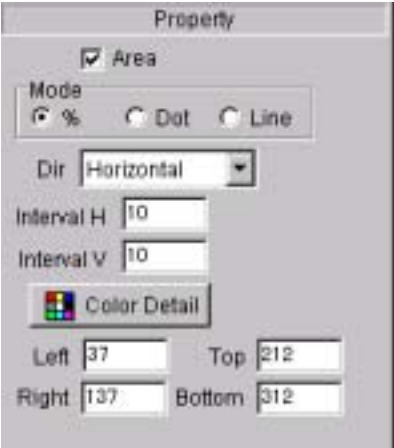 Property
Area
Mode
% Dot Line
Dir Horizontal
Interval H 10
Interval V 10
Color Detail
Left 37 Top 212
Right 137 Bottom 312